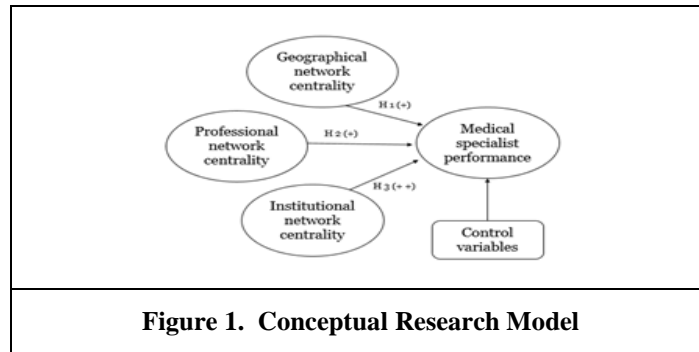 Geographical
network
centrality
H 1 (+)
Professional
network
centrality
H 2 (+)
Medical
specialist
performance
H 3 (+ +)
Institutional
network
centrality
Control
variables
Figure 1. Conceptual Research Model